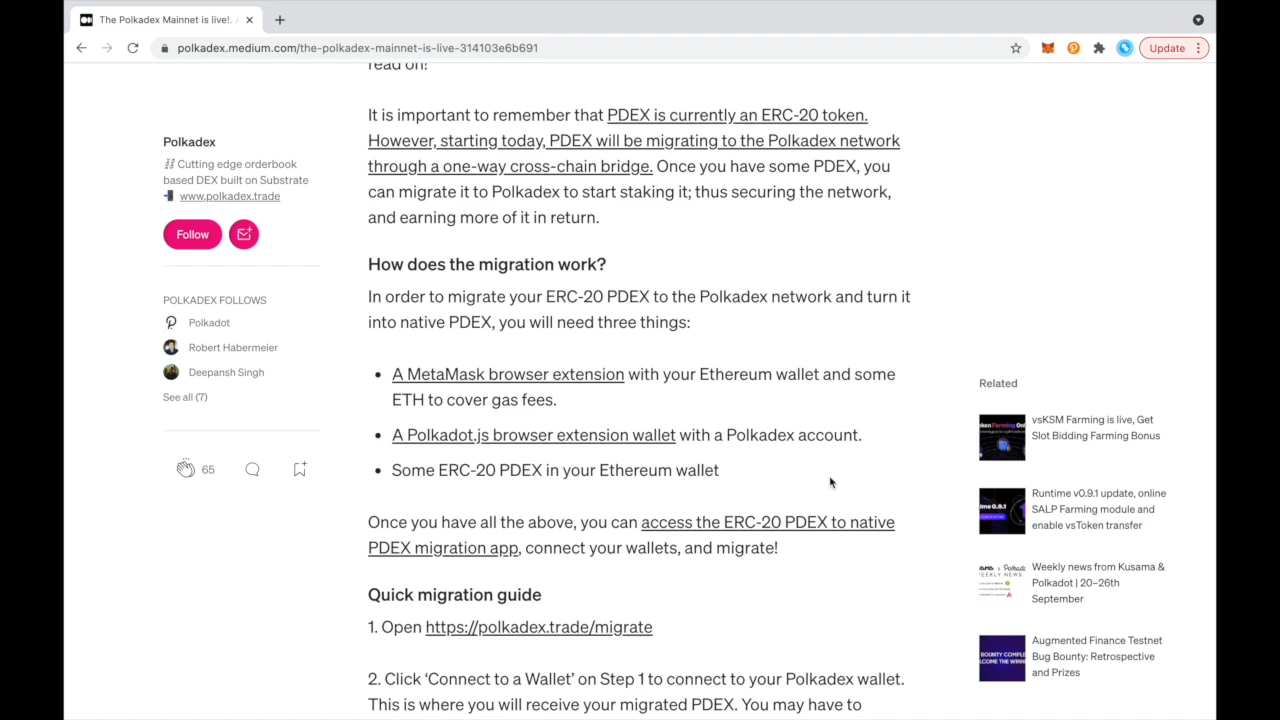 The Polkadex Mainnet is live!.
polkadex.medium.com/the-polkadex-mainnet-is-live-314103e6b691
Update
read on!
It is important to remember that PDEX is currently an ERC-20 token.
However, starting today, PDEX will be migrating to the Polkadex network
through a one-way cross-chain bridge. Once you have some PDEX, you
can migrate it to Polkadex to start staking it; thus securing the network,
and earning more of it in return.
How does the migration work?
In order to migrate your ERC-20 PDEX to the Polkadex network and turn it
into native PDEX, you will need three things:
• A MetaMask browser extension with your Ethereum wallet and some
ETH to cover gas fees.
• A Polkadot.js browser extension wallet with a Polkadex account.
• Some ERC-20 PDEX in your Ethereum wallet
Once you have all the above, you can access the ERC-20 PDEX to native
PDEX migration app, connect your wallets, and migrate!
Quick migration guide
1. Open https://polkadex.trade/migrate
2. Click ‘Connect to a Wallet’ on Step 1 to connect to your Polkadex wallet.
This is where you will receive your migrated PDEX. You may have to
Polkadex
Cutting edge orderbook
based DEX built on Substrate
www.polkadex.trade
Follow
POLKADEX FOLLOWS
Polkadot
Robert Habermeier
Deepansh Singh
See all (7)
65
Related
vsKSM Farming is live, Get
Slot Bidding Farming Bonus
Runtime v0.9.1 update, online
SALP Farming module and
enable vsToken transfer
Weekly news from Kusama &
Polkadot | 20–26th
September
Augmented Finance Testnet
Bug Bounty: Retrospective
and Prizes